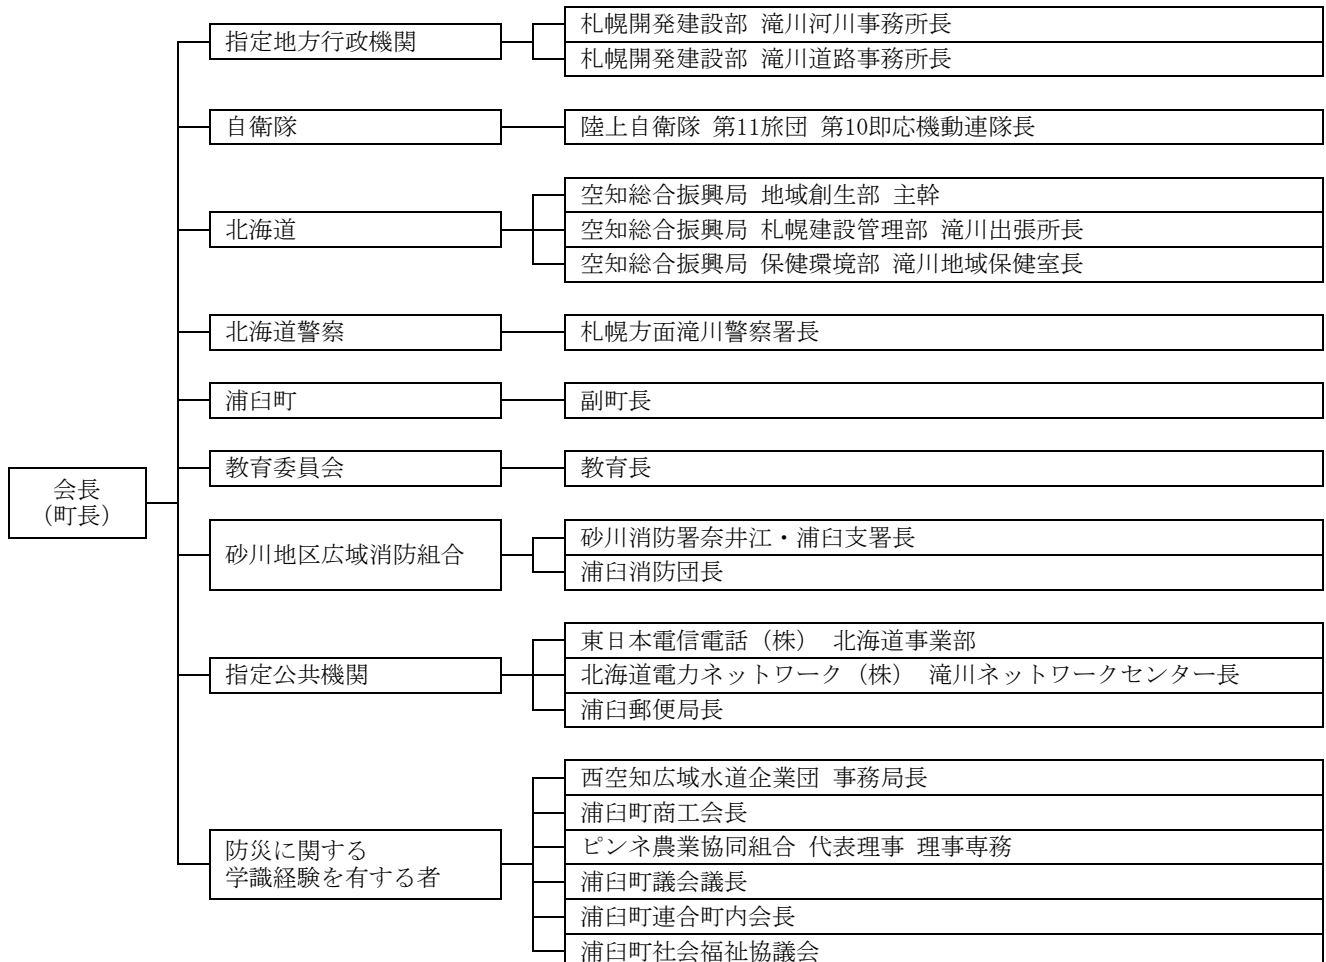 会長
（町長）
指定地方行政機関
札幌開発建設部 滝川河川事務所長
札幌開発建設部 滝川道路事務所長
自衛隊
陸上自衛隊 第11旅団 第10即応機動連隊長
北海道
空知総合振興局 地域創生部 主幹
空知総合振興局 札幌建設管理部 滝川出張所長
空知総合振興局 保健環境部 滝川地域保健室長
北海道警察
札幌方面滝川警察署長
浦臼町
副町長
教育委員会
教育長
砂川地区広域消防組合
砂川消防署奈井江・浦臼支署長
浦臼消防団長
指定公共機関
東日本電信電話（株） 北海道事業部
北海道電力ネットワーク（株） 滝川ネットワークセンター長
浦臼郵便局長
防災に関する
学識経験を有する者
西空知広域水道企業団 事務局長
浦臼町商工会長
ピンネ農業協同組合 代表理事 理事専務
浦臼町議会議長
浦臼町連合町内会長
浦臼町社会福祉協議会